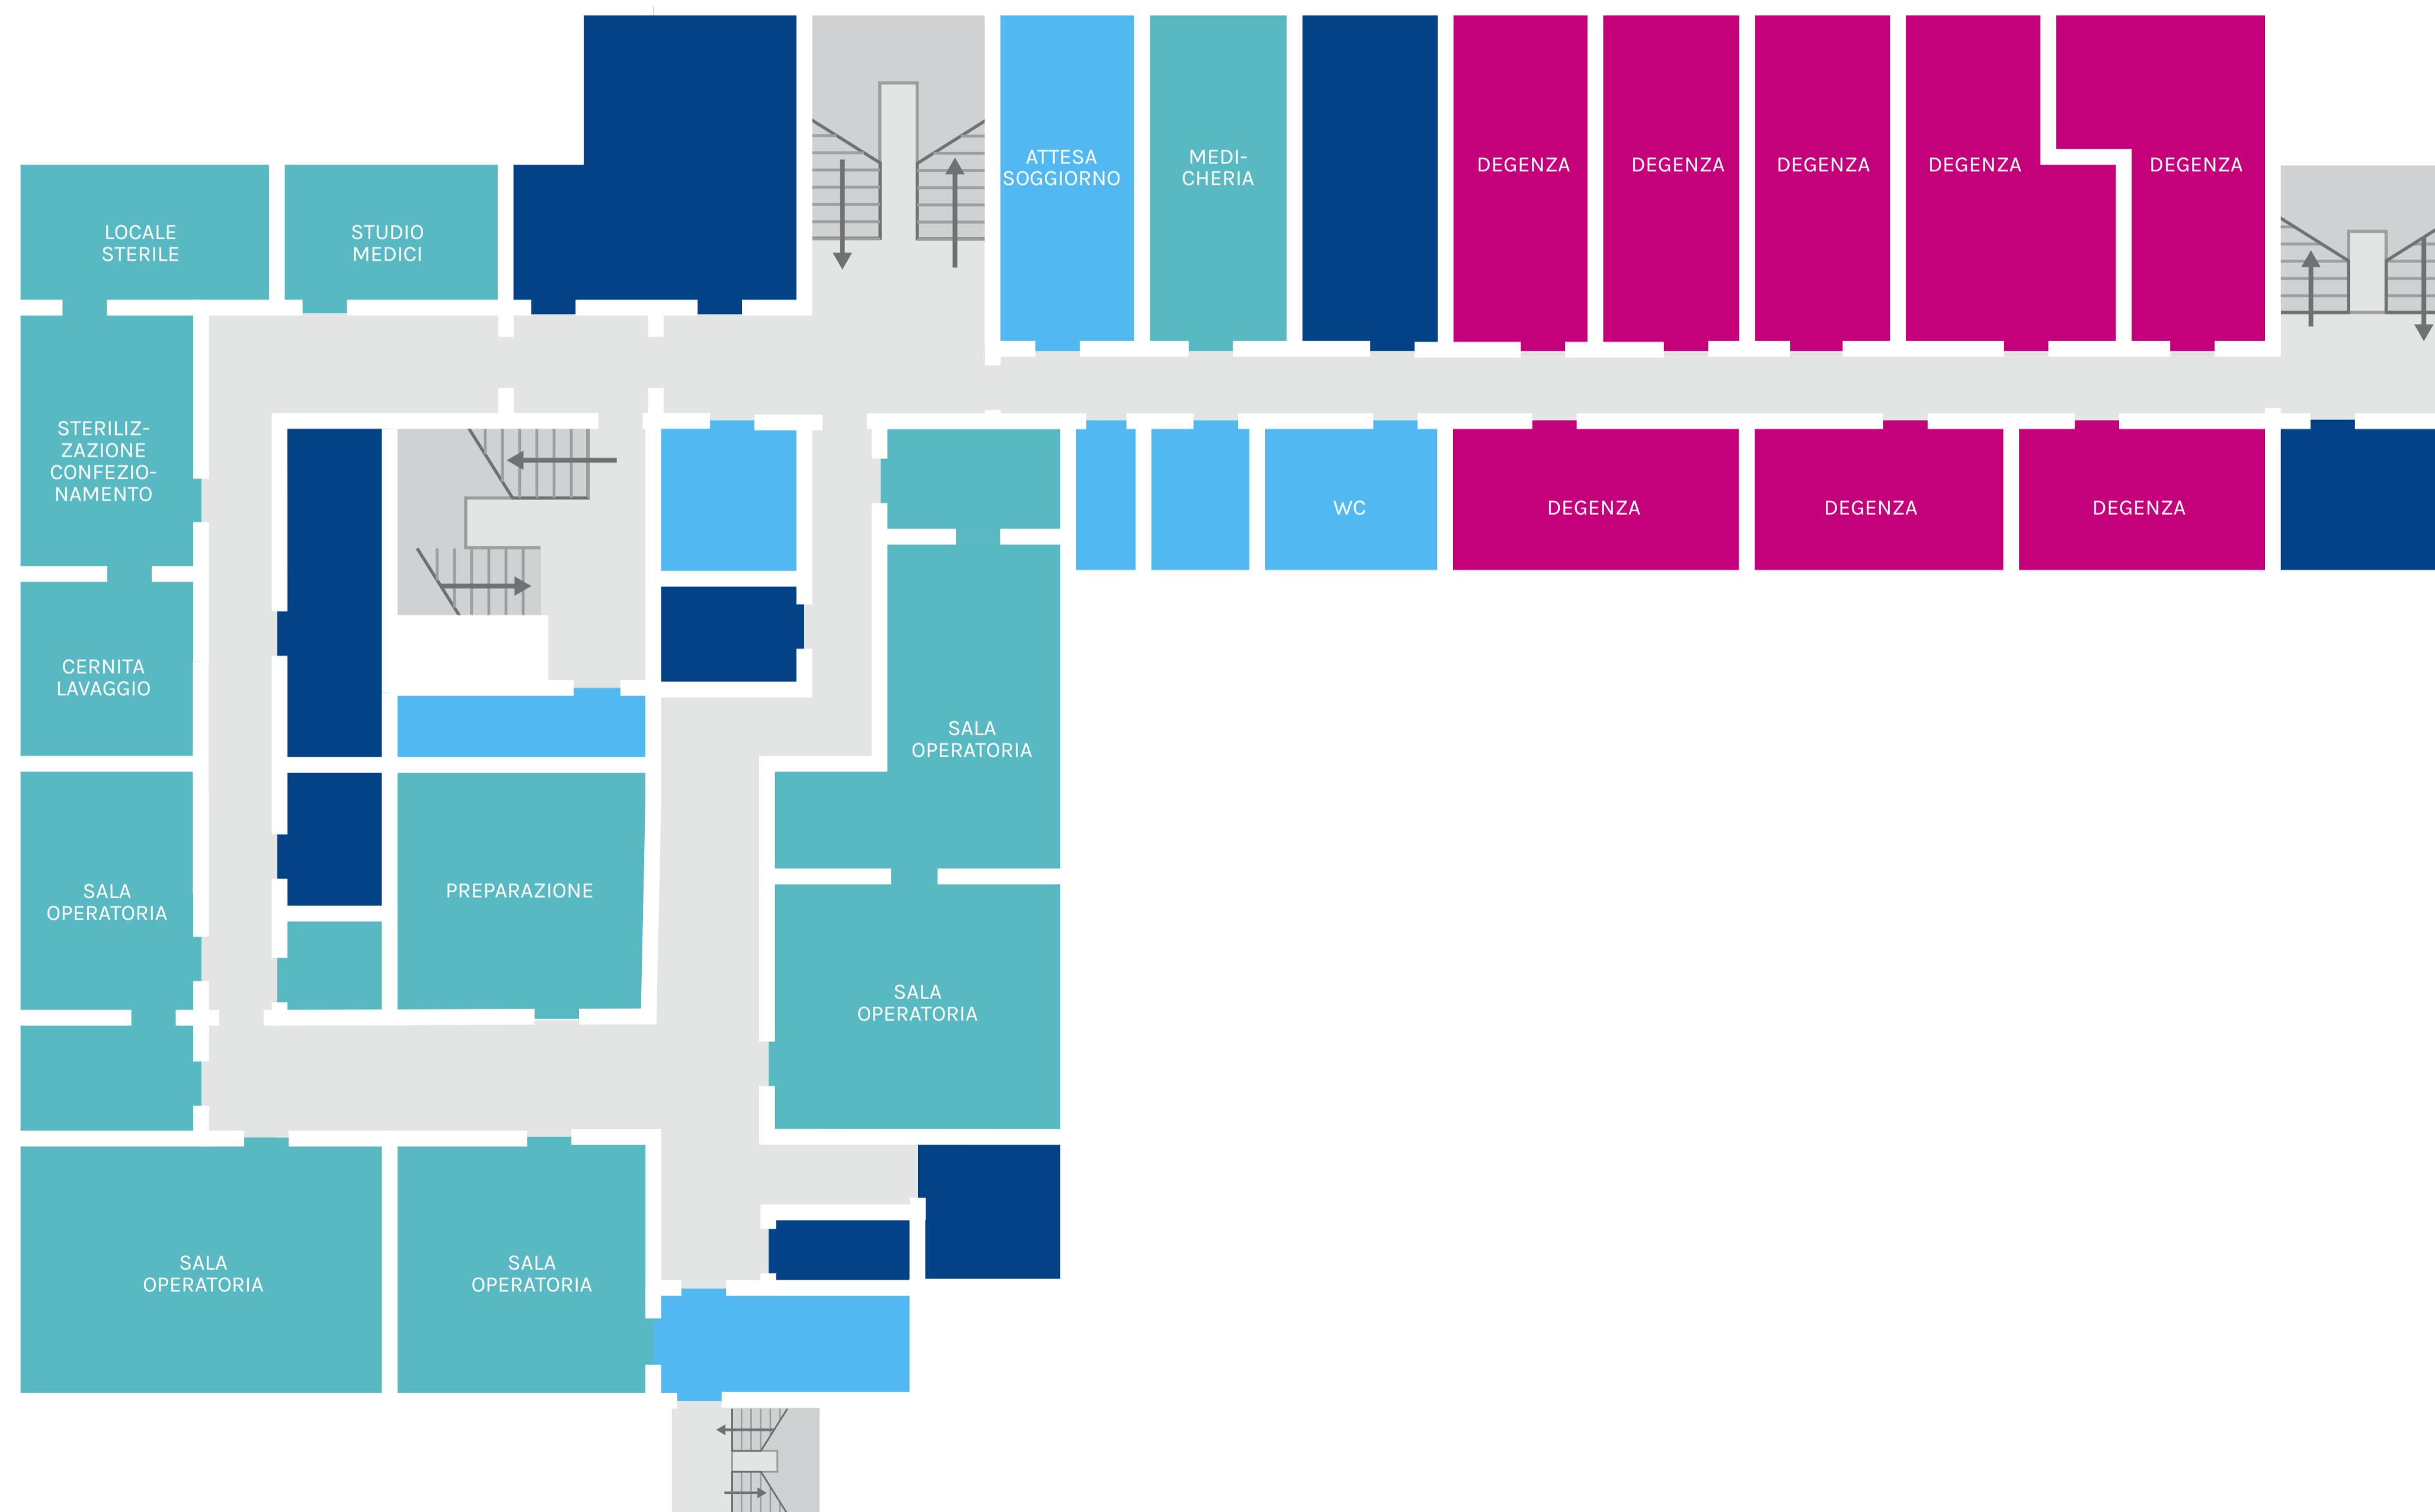 ATTESA
SOGGIORNO
MEDI-
CHERIA
DEGENZA
DEGENZA
DEGENZA
DEGENZA
DEGENZA
LOCALE
STERILE
STUDIO
MEDICI
STERILIZ-
ZAZIONE
CONFEZIO-
NAMENTO
WC
DEGENZA
DEGENZA
DEGENZA
CERNITA
LAVAGGIO
SALA
OPERATORIA
SALA
OPERATORIA
PREPARAZIONE
SALA
OPERATORIA
SALA
OPERATORIA
SALA
OPERATORIA